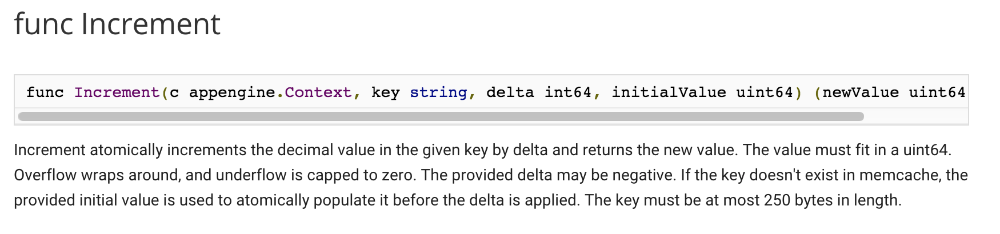 func Increment
func Increment(c appengine.Context, key string, delta int64, initialValue uint64) (newValue uint64
Increment atomically increments the decimal value in the given key by delta and returns the new value. The value must fit in a uint64.
Overflow wraps around, and underflow is capped to zero. The provided delta may be negative. If the key doesn't exist in memcache, the
provided initial value is used to atomically populate it before the delta is applied. The key must be at most 250 bytes in length.